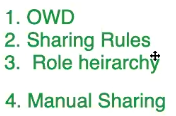 1. OWD
2. Sharing Rules
3. Role heirarchy
4. Manual Sharing